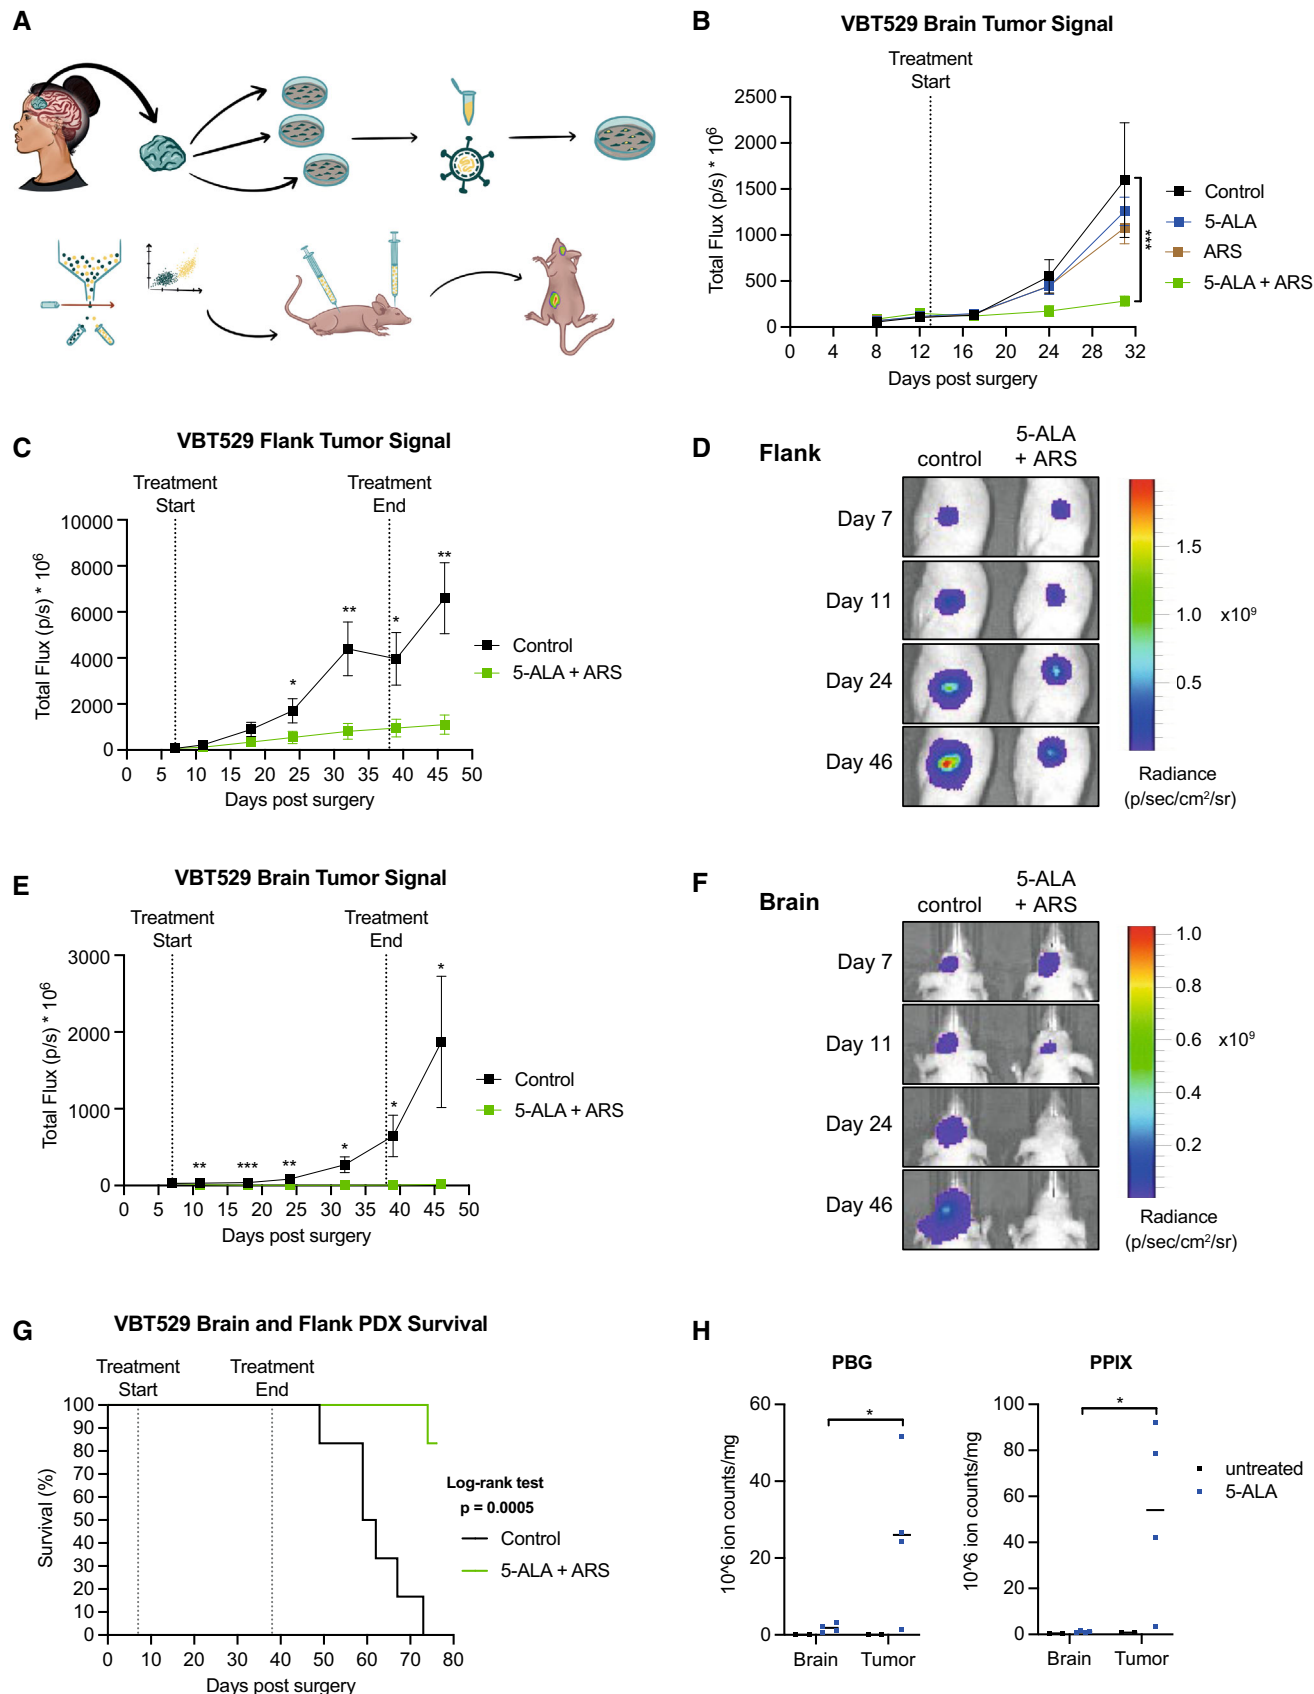 A
B
VBT529 Brain Tumor Signal
Treatment
Start
2500
2000
1500
1000
500
0
Total Flux (p/s) * 10⁶
0 4 8 12 16 20 24 28 32
Days post surgery
Control
5-ALA
ARS
5-ALA + ARS
***
C
VBT529 Flank Tumor Signal
Treatment
Start
Treatment
End
10000
8000
6000
4000
2000
0
Total Flux (p/s) * 10⁶
* ** * **
0 5 10 15 20 25 30 35 40 45 50
Days post surgery
Control
5-ALA + ARS
D
Flank
control
5-ALA
+ ARS
Day 7
Day 11
Day 24
Day 46
1.5
1.0
0.5
x10⁹
Radiance
(p/sec/cm²/sr)
E
VBT529 Brain Tumor Signal
Treatment
Start
Treatment
End
3000
2000
1000
0
Total Flux (p/s) * 10⁶
** *** ** * * *
0 5 10 15 20 25 30 35 40 45 50
Days post surgery
Control
5-ALA + ARS
F
Brain
control
5-ALA
+ ARS
Day 7
Day 11
Day 24
Day 46
1.0
0.8
0.6
0.4
0.2
x10⁹
Radiance
(p/sec/cm²/sr)
G
VBT529 Brain and Flank PDX Survival
Treatment
Start
Treatment
End
100
90
80
70
60
50
40
30
20
10
0
Survival (%)
0 10 20 30 40 50 60 70 80
Days post surgery
Log-rank test
p = 0.0005
Control
5-ALA + ARS
H
PBG
60
40
20
0
10^6 ion counts/mg
*
Brain Tumor
PPIX
100
80
60
40
20
0
10^6 ion counts/mg
*
Brain Tumor
untreated
5-ALA